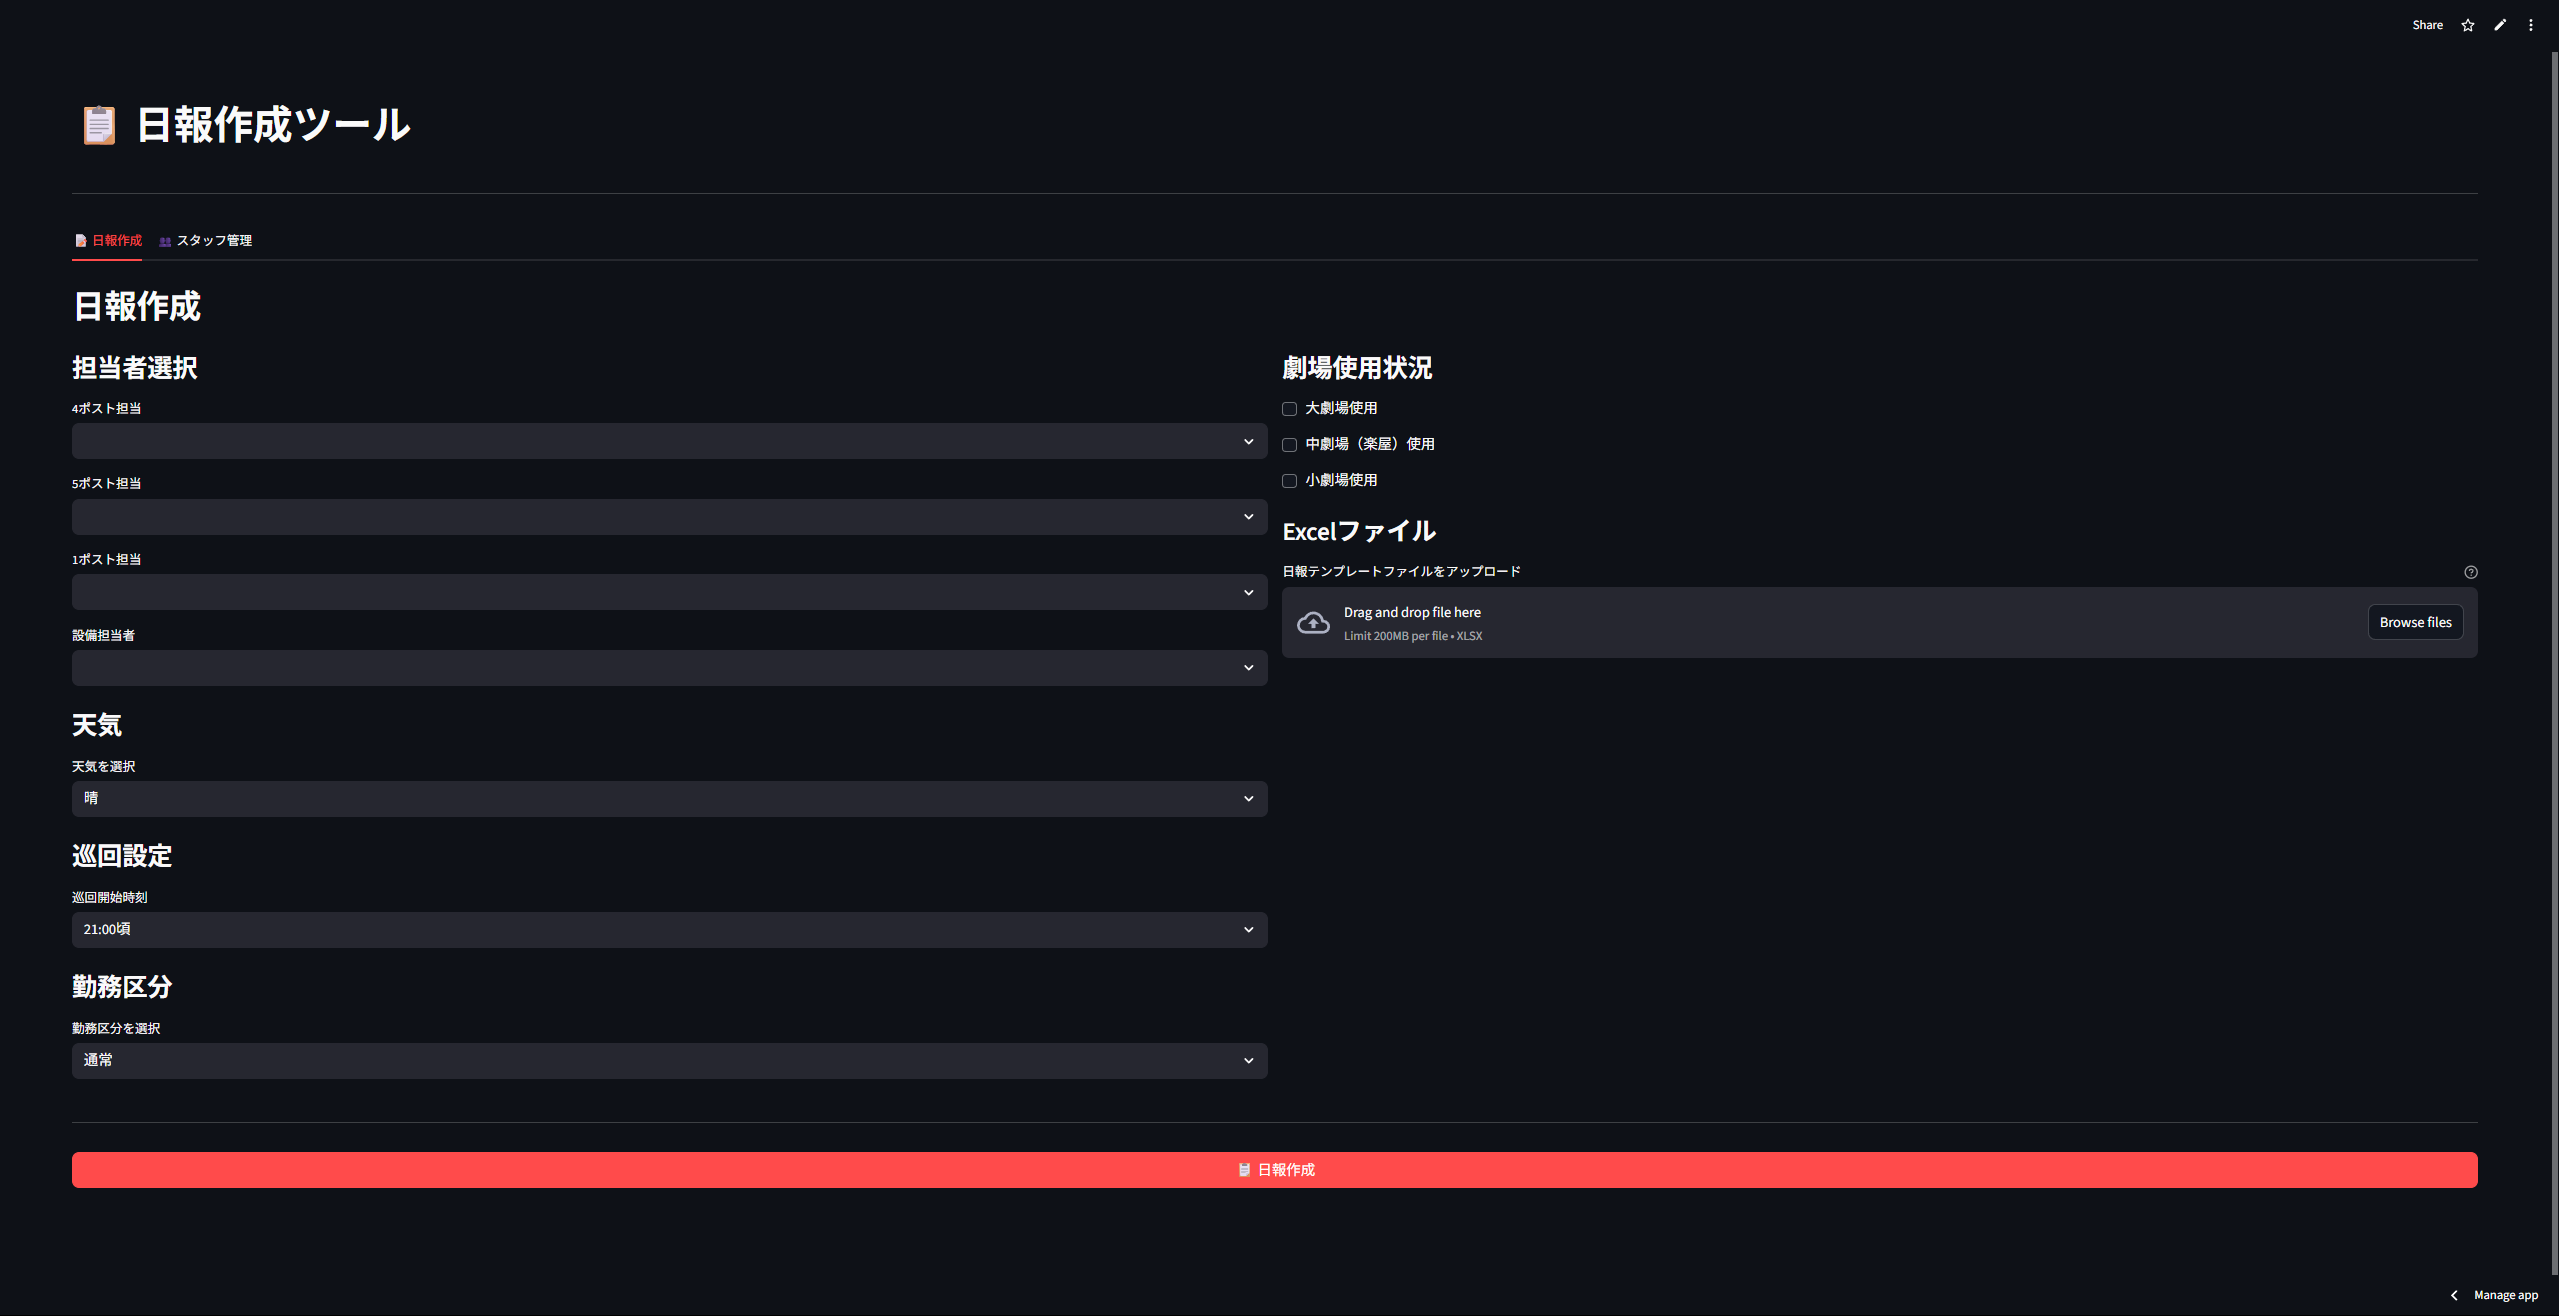 Share
日報作成ツール
日報作成
スタッフ管理
日報作成
担当者選択
4ポスト担当
5ポスト担当
1ポスト担当
設備担当者
天気
天気を選択
晴
巡回設定
巡回開始時刻
21:00頃
勤務区分
勤務区分を選択
通常
劇場使用状況
大劇場使用
中劇場（楽屋）使用
小劇場使用
Excelファイル
日報テンプレートファイルをアップロード
Drag and drop file here
Limit 200MB per file • XLSX
Browse files
日報作成
Manage app